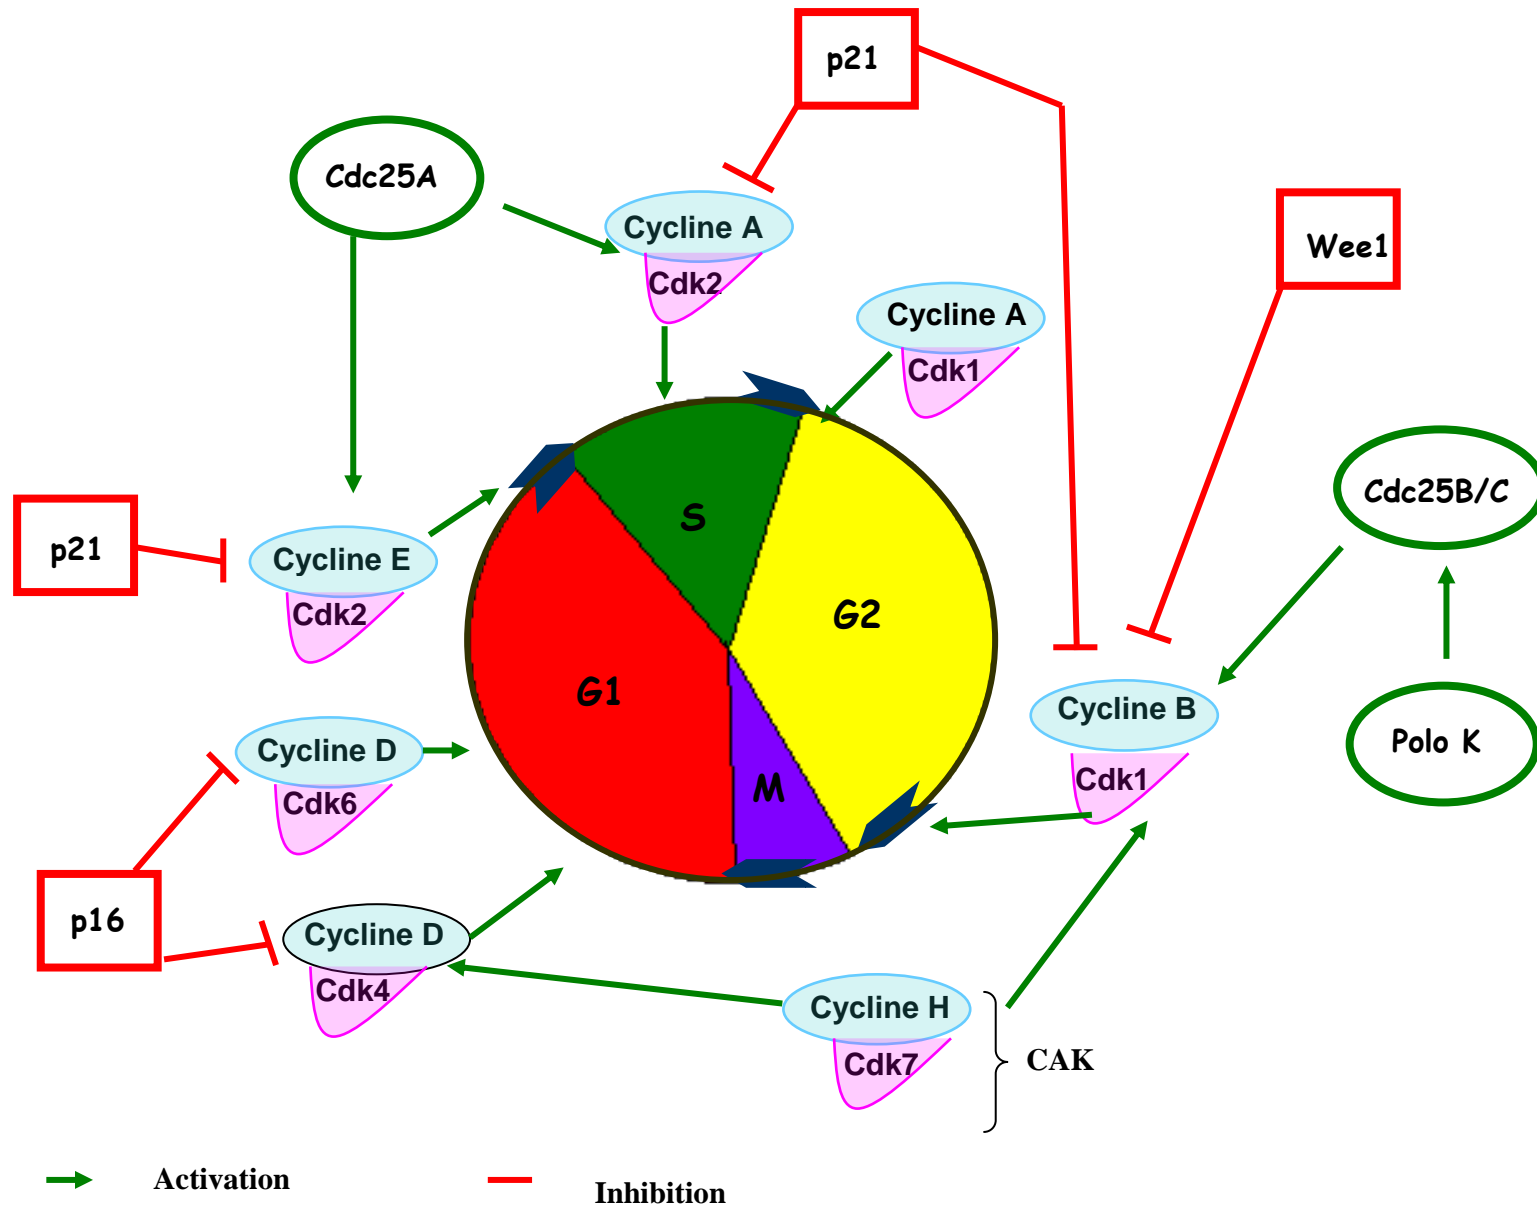 p21
Cdc25A
Cycline A
Cdk2
Wee1
Cycline A
Cdk1
Cdc25B/C
S
p21
Cycline E
Cdk2
G2
G1
Cycline B
Cdk1
Polo K
Cycline D
Cdk6
M
p16
Cycline D
Cdk4
Cycline H
Cdk7
CAK
Activation
Inhibition